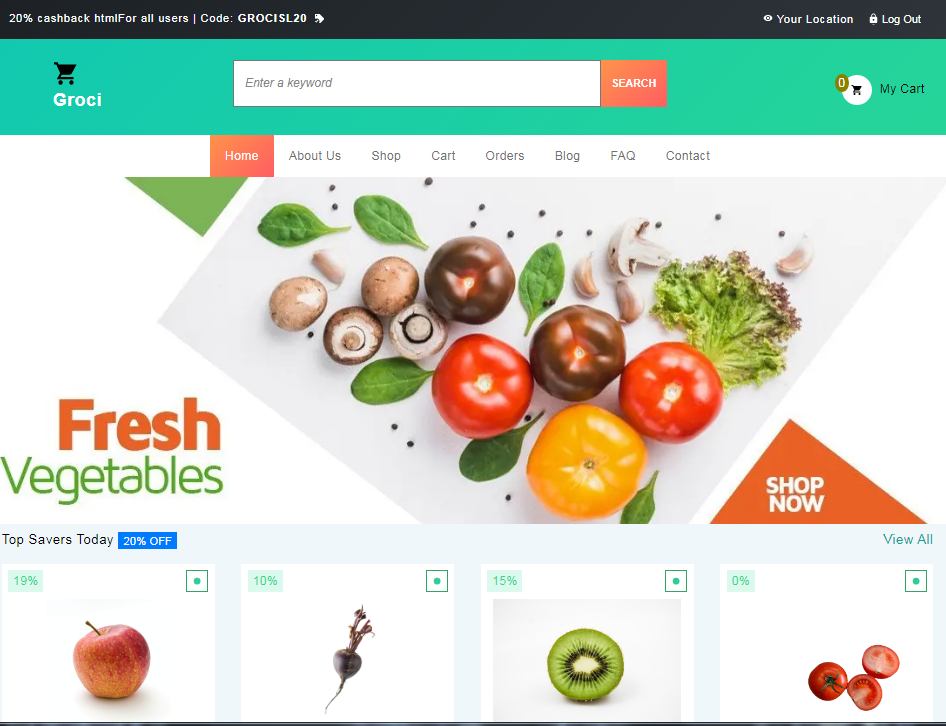 20% cashback htmlFor all users | Code: GROCISL20
Your Location
Log Out
Groci
Enter a keyword
SEARCH
0
My Cart
Home
About Us
Shop
Cart
Orders
Blog
FAQ
Contact
Fresh
Vegetables
SHOP
NOW
Top Savers Today 20% OFF
View All
19%
10%
15%
0%